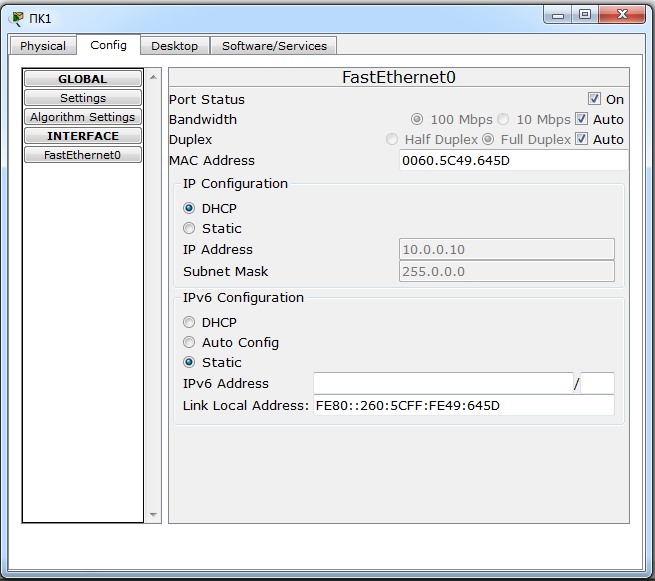 ПК1
Physical Config Desktop Software/Services
GLOBAL
Settings
Algorithm Settings
INTERFACE
FastEthernet0
FastEthernet0
Port Status On
Bandwidth 100 Mbps 10 Mbps Auto
Duplex Half Duplex Full Duplex Auto
MAC Address 0060.5C49.645D
IP Configuration
DHCP
Static
IP Address 10.0.0.10
Subnet Mask 255.0.0.0
IPv6 Configuration
DHCP
Auto Config
Static
IPv6 Address /
Link Local Address: FE80::260:5CFF:FE49:645D